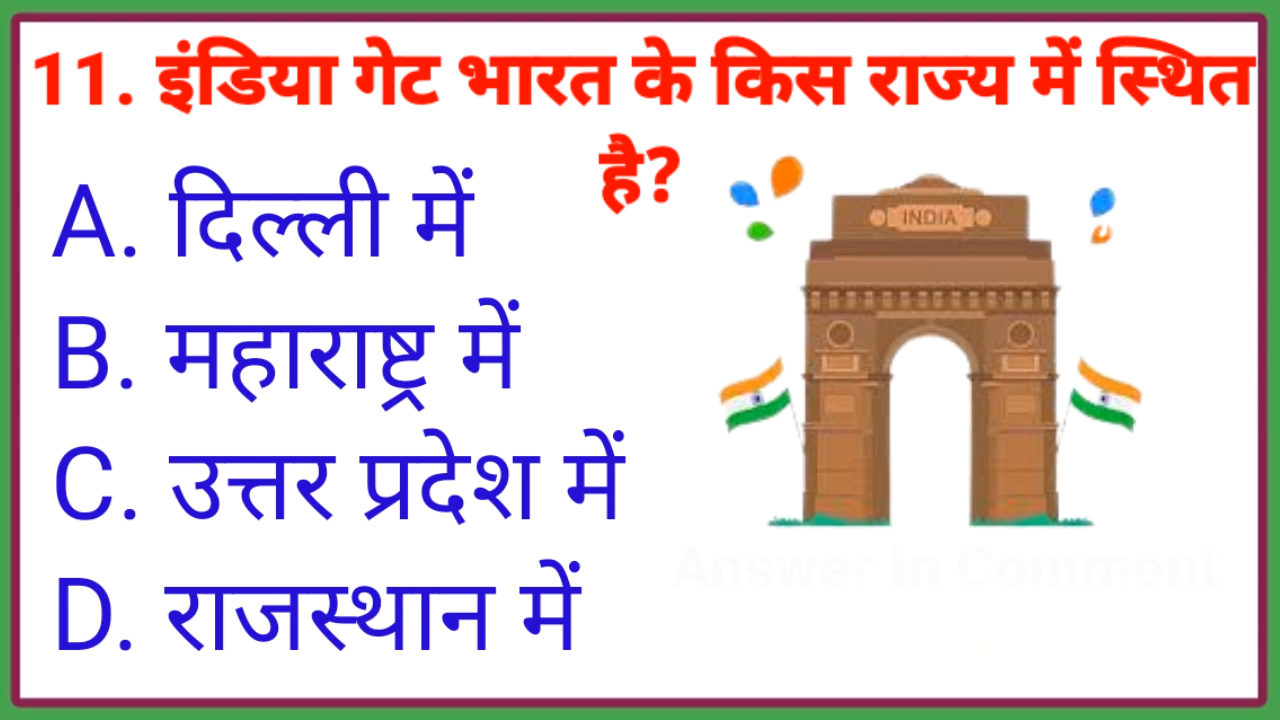 11. इंडिया गेट भारत के किस राज्य में स्थित
है?
A. दिल्ली में
B. महाराष्ट्र में
C. उत्तर प्रदेश में
D. राजस्थान में
INDIA
Answer In Comment